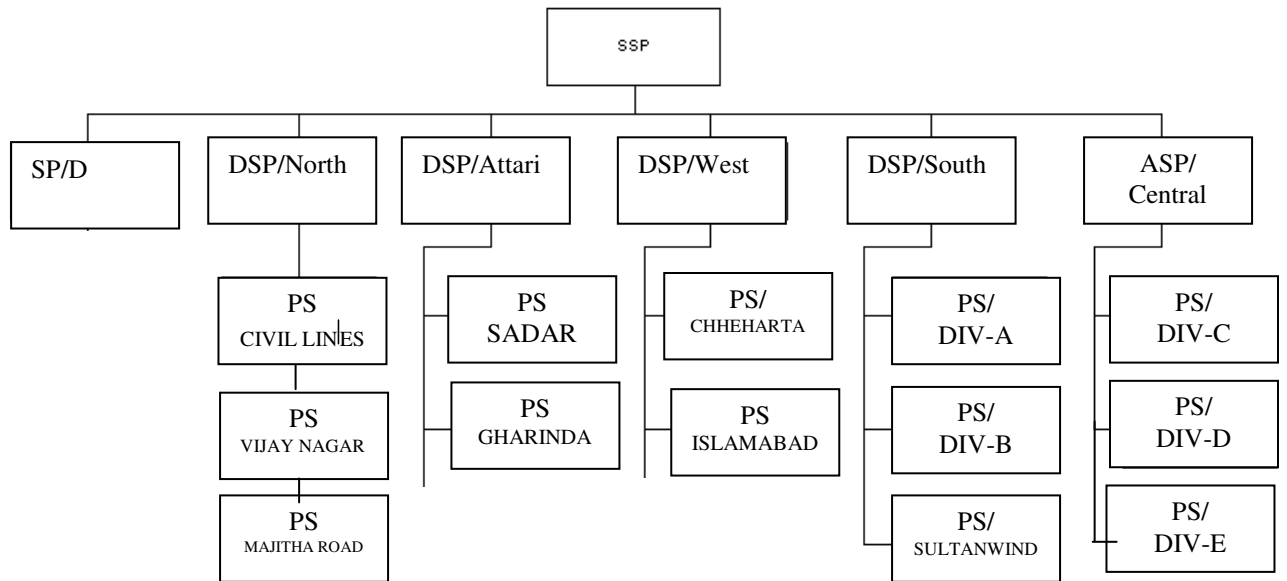 SSP
SP/D
DSP/North
DSP/Attari
DSP/West
DSP/South
ASP/
Central
PS
CIVIL LINES
PS
VIJAY NAGAR
PS
MAJITHA ROAD
PS
SADAR
PS
GHARINDA
PS/
CHHEHARTA
PS
ISLAMABAD
PS/
DIV-A
PS/
DIV-B
PS/
SULTANWIND
PS/
DIV-C
PS/
DIV-D
PS/
DIV-E